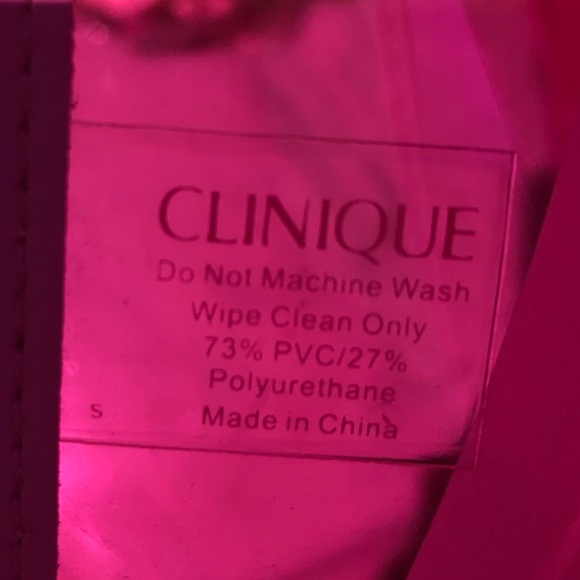 CLINIQUE
Do Not Machine Wash
Wipe Clean Only
73% PVC/27%
Polyurethane
Made in China
S